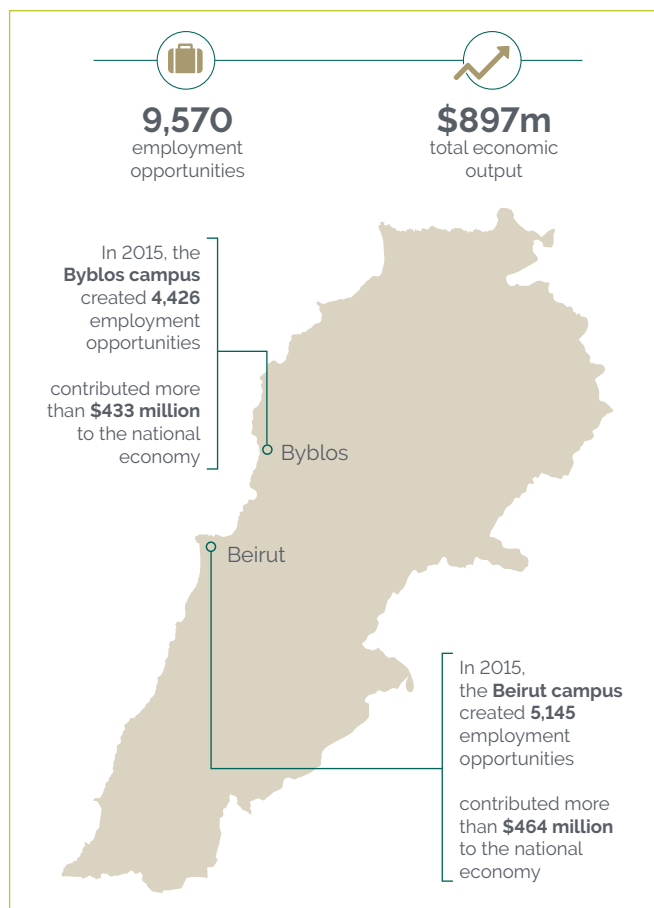 9,570
employment
opportunities
$897m
total economic
output
In 2015, the
Byblos campus
created 4,426
employment
opportunities
contributed more
than $433 million
to the national
economy
Byblos
Beirut
In 2015,
the Beirut campus
created 5,145
employment
opportunities
contributed more
than $464 million
to the national
economy